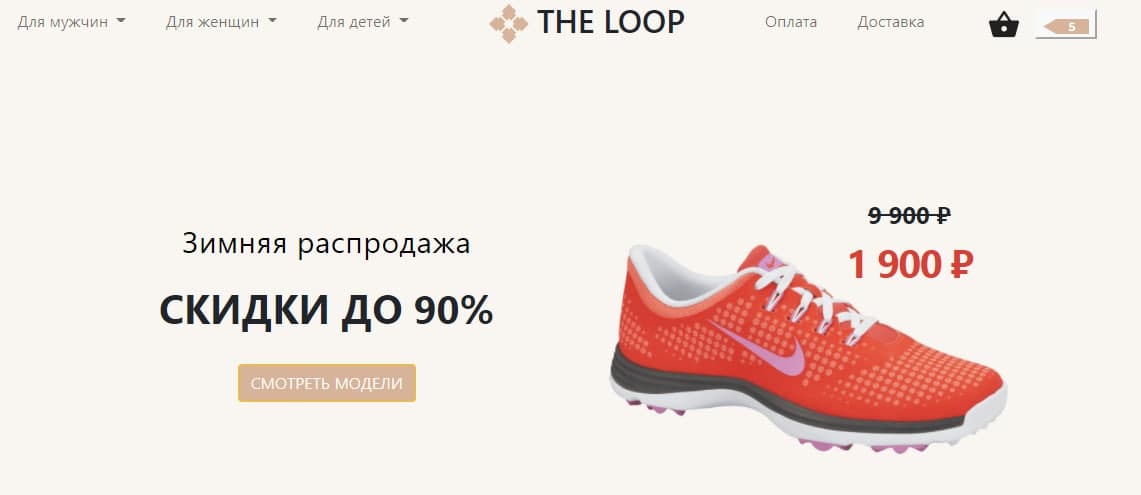 Для мужчин Для женщин Для детей THE LOOP Оплата Доставка 5
9 900 ₽
1 900 ₽
Зимняя распродажа
СКИДКИ ДО 90%
СМОТРЕТЬ МОДЕЛИ